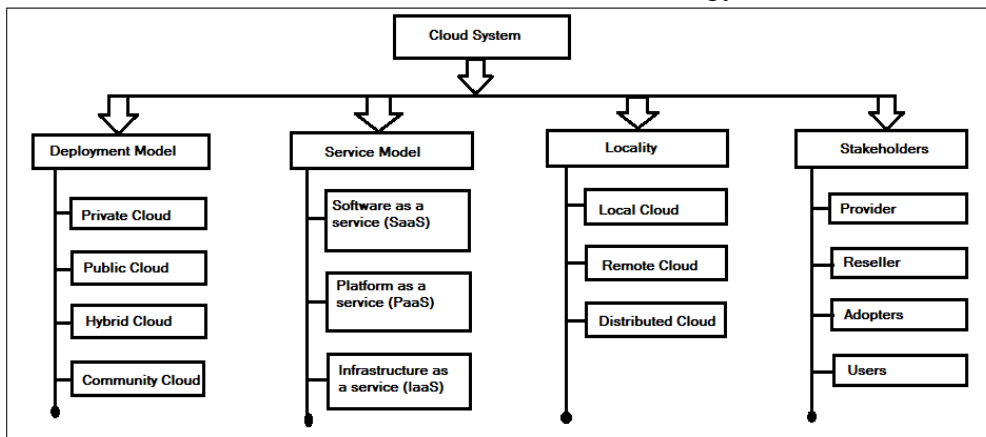 Cloud System
Deployment Model
Private Cloud
Public Cloud
Hybrid Cloud
Community Cloud
Service Model
Software as a
service (SaaS)
Platform as a
service (PaaS)
Infrastructure as
a service (IaaS)
Locality
Local Cloud
Remote Cloud
Distributed Cloud
Stakeholders
Provider
Reseller
Adopters
Users